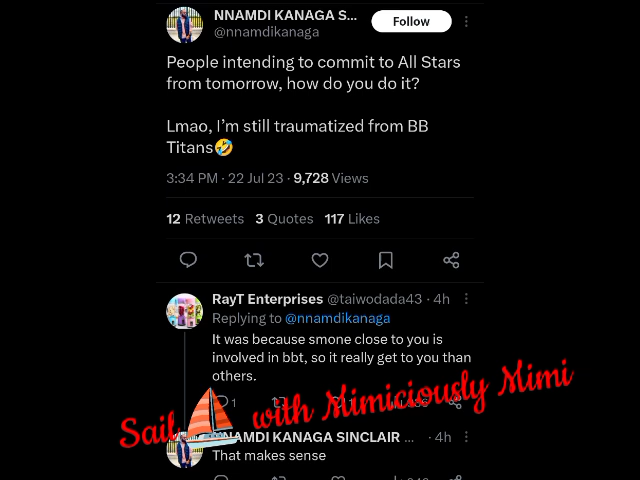 NNAMDI KANAGA S...
Follow
@nnamdikanaga
People intending to commit to All Stars
from tomorrow, how do you do it?
Lmao, I’m still traumatized from BB
Titans🤣
3:34 PM · 22 Jul 23 · 9,728 Views
12 Retweets 3 Quotes 117 Likes
RayT Enterprises @taiwodada43 · 4h
Replying to @nnamdikanaga
It was because smone close to you is
involved in bbt, so it really get to you than
others.
1
Sail with Mimiciously Mimi
NNAMDI KANAGA SINCLAIR ... · 4h
That makes sense